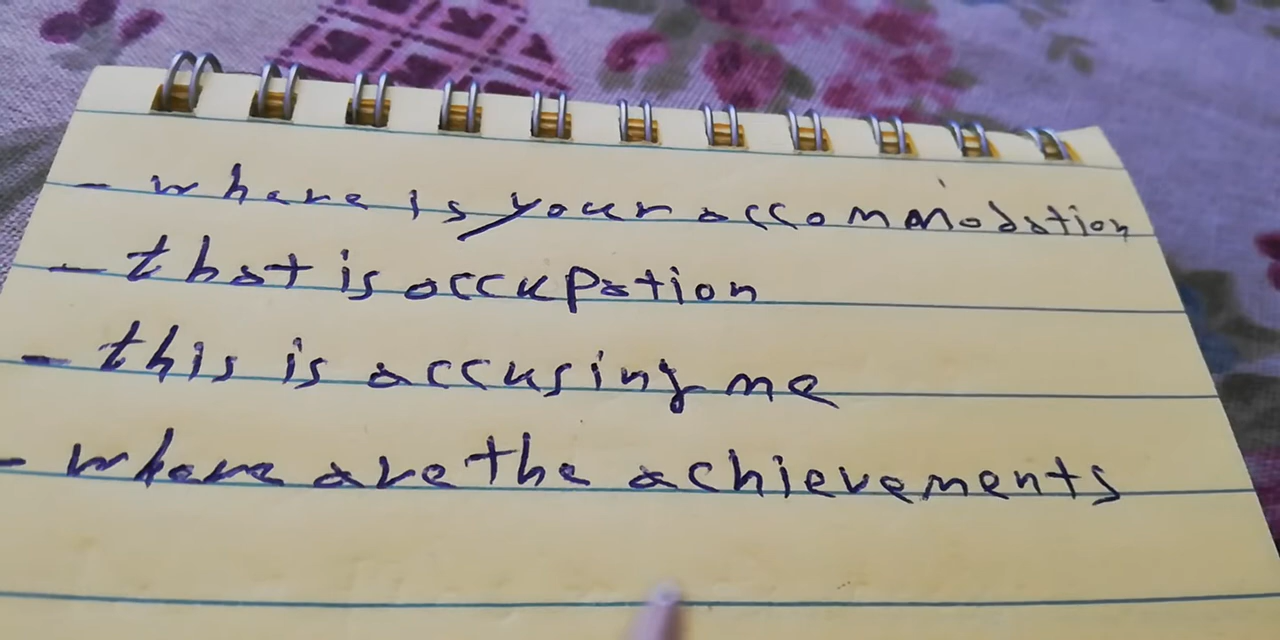 - where is your accommodation
- that is occupation
- this is accusing me
- where are the achievements